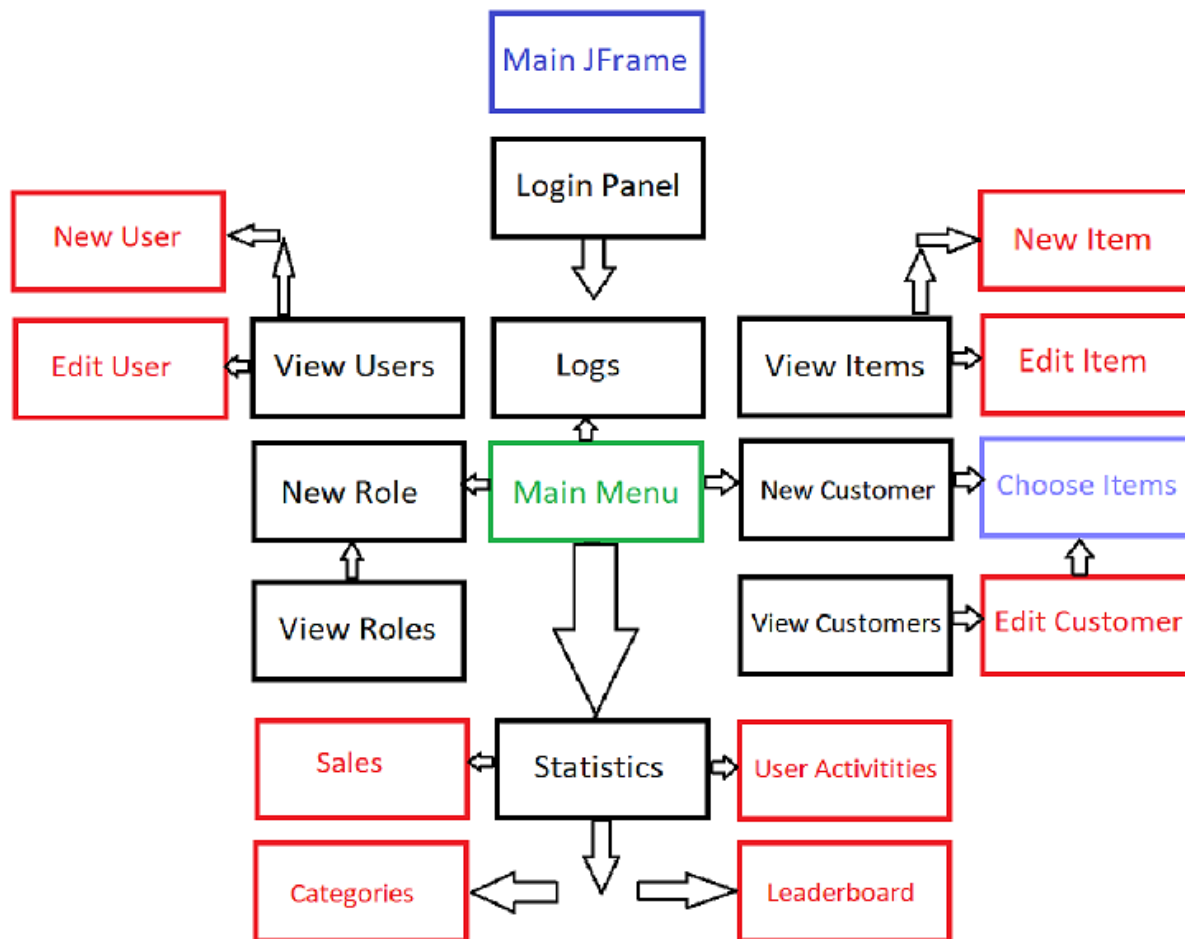 Main JFrame
Login Panel
New User
New Item
Edit User
View Users
Logs
View Items
Edit Item
New Role
Main Menu
New Customer
Choose Items
View Roles
View Customers
Edit Customer
Sales
Statistics
User Activitities
Categories
Leaderboard